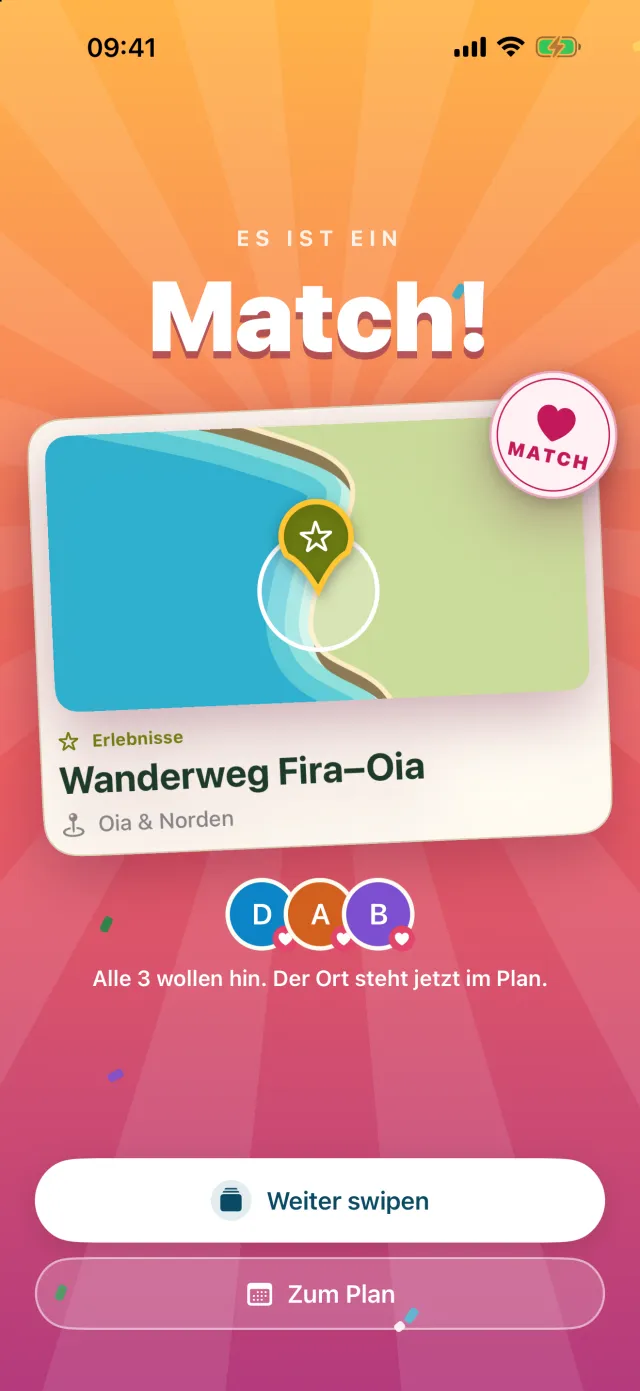 09:41
ES IST EIN
Match!
MATCH
Erlebnisse
Wanderweg Fira–Oia
Oia & Norden
D A B
Alle 3 wollen hin. Der Ort steht jetzt im Plan.
Weiter swipen
Zum Plan